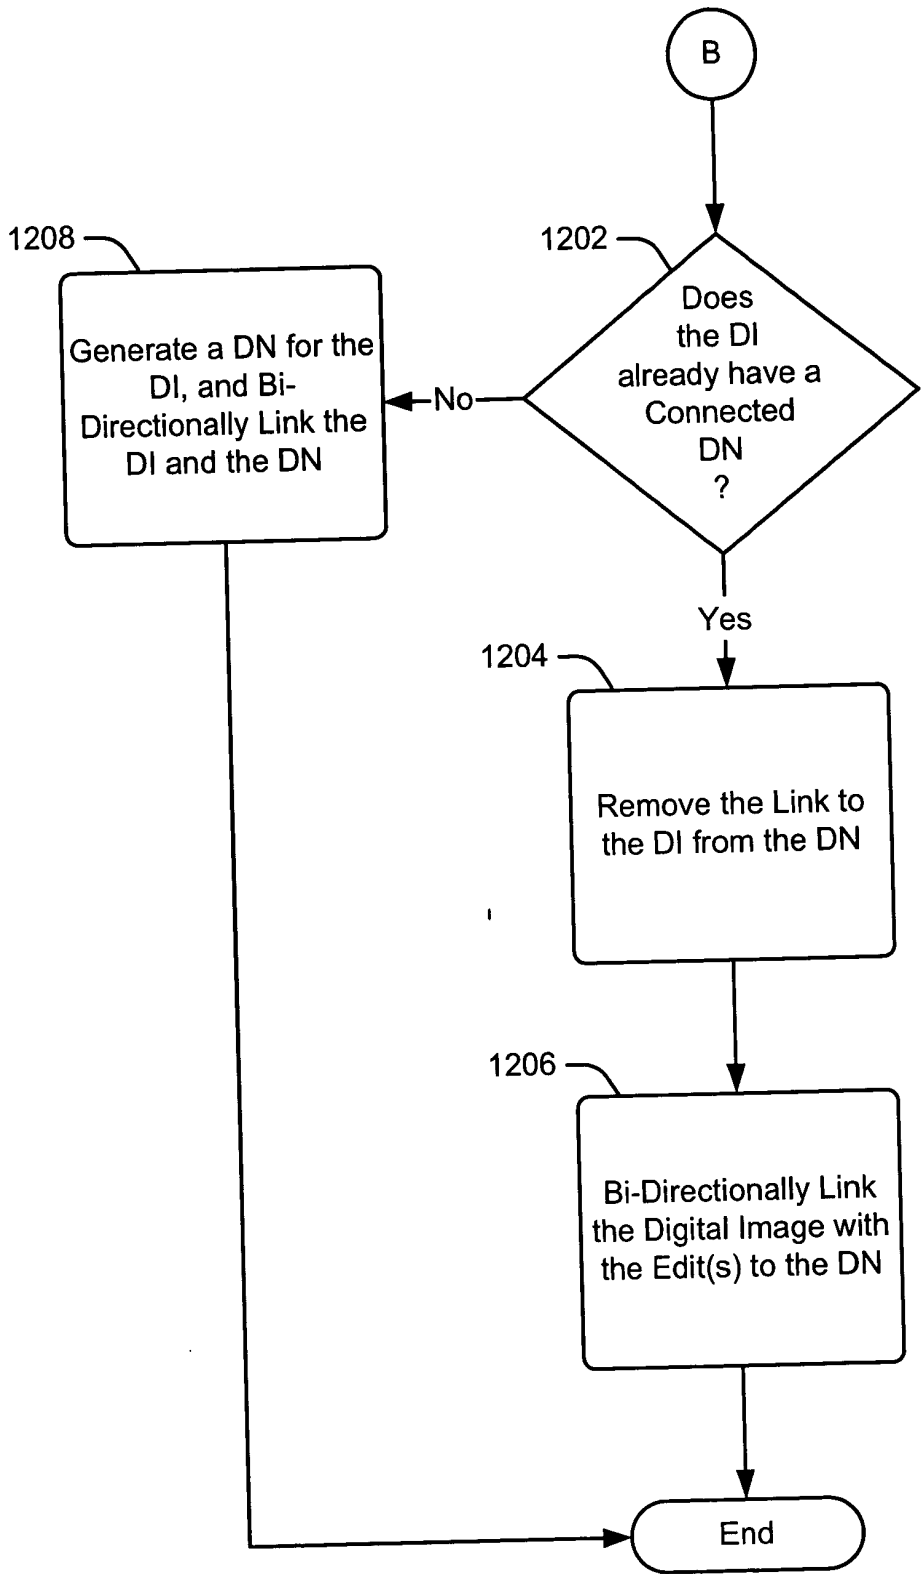 B
1208
1202
Does
the DI
already have a
Connected
DN
?
Generate a DN for the
DI, and Bi-
Directionally Link the
DI and the DN
No
Yes
1204
Remove the Link to
the DI from the DN
1206
Bi-Directionally Link
the Digital Image with
the Edit(s) to the DN
End